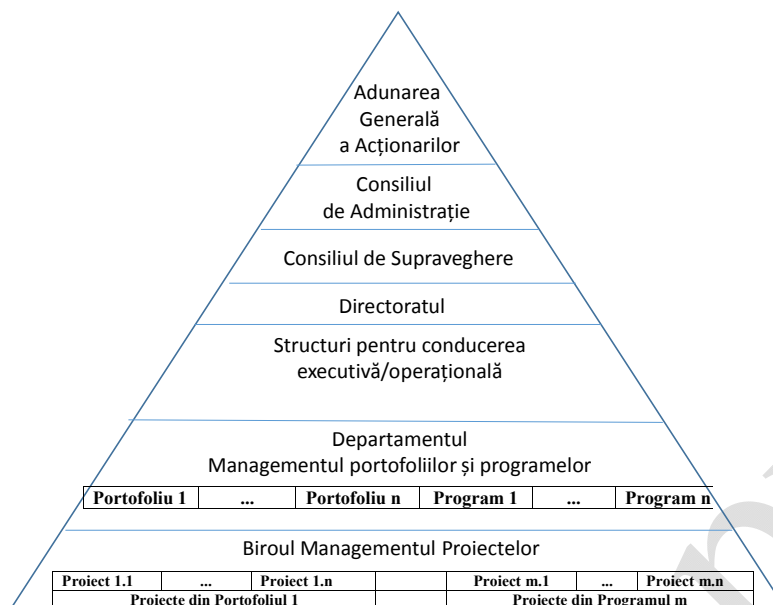 Adunarea
Generală
a Acționarilor
Consiliul
de Administrație
Consiliul de Supraveghere
Directoratul
Structuri pentru conducerea
executivă/operațională
Departamentul
Managementul portofoliilor și programelor
Portofoliu 1 ... Portofoliu n Program 1 ... Program n
Biroul Managementul Proiectelor
Proiect 1.1 ... Proiect 1.n Proiect m.1 ... Proiect m.n
Proiecte din Portofoliul 1 Proiecte din Programul m